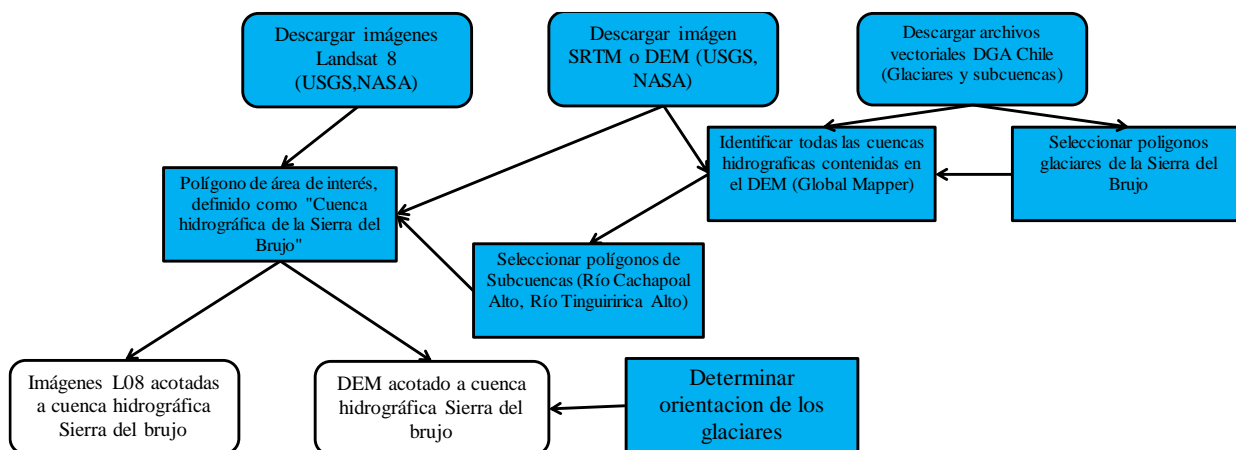 Descargar imágenes
Landsat 8
(USGS,NASA)
Descargar imágen
SRTM o DEM (USGS,
NASA)
Descargar archivos
vectoriales DGA Chile
(Glaciares y subcuencas)
Identificar todas las cuencas
hidrograficas contenidas en
el DEM (Global Mapper)
Seleccionar poligonos
glaciares de la Sierra del
Brujo
Polígono de área de interés,
definido como "Cuenca
hidrográfica de la Sierra del
Brujo"
Seleccionar polígonos de
Subcuencas (Río Cachapoal
Alto, Río Tinguiririca Alto)
Imágenes L08 acotadas
a cuenca hidrográfica
Sierra del brujo
DEM acotado a cuenca
hidrográfica Sierra del
brujo
Determinar
orientacion de los
glaciares